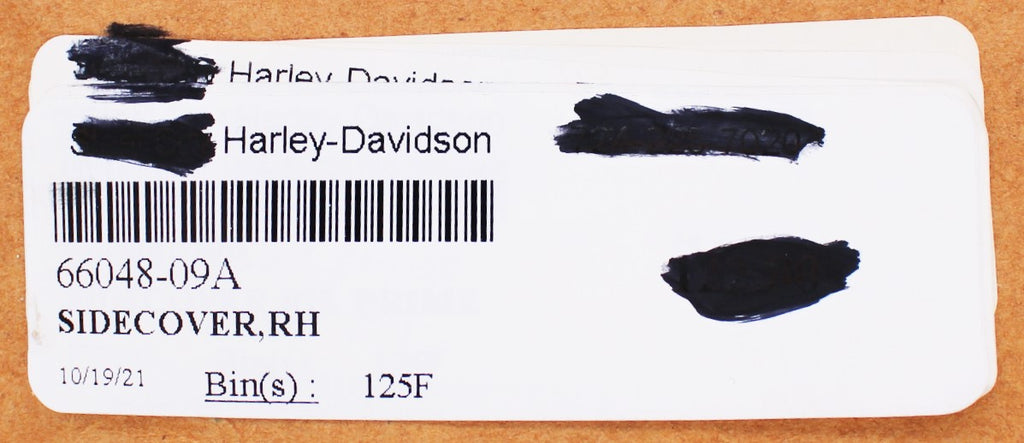 Harley-Davidson
Harley-Davidson
66048-09A
SIDECOVER,RH
10/19/21 Bin(s) : 125F